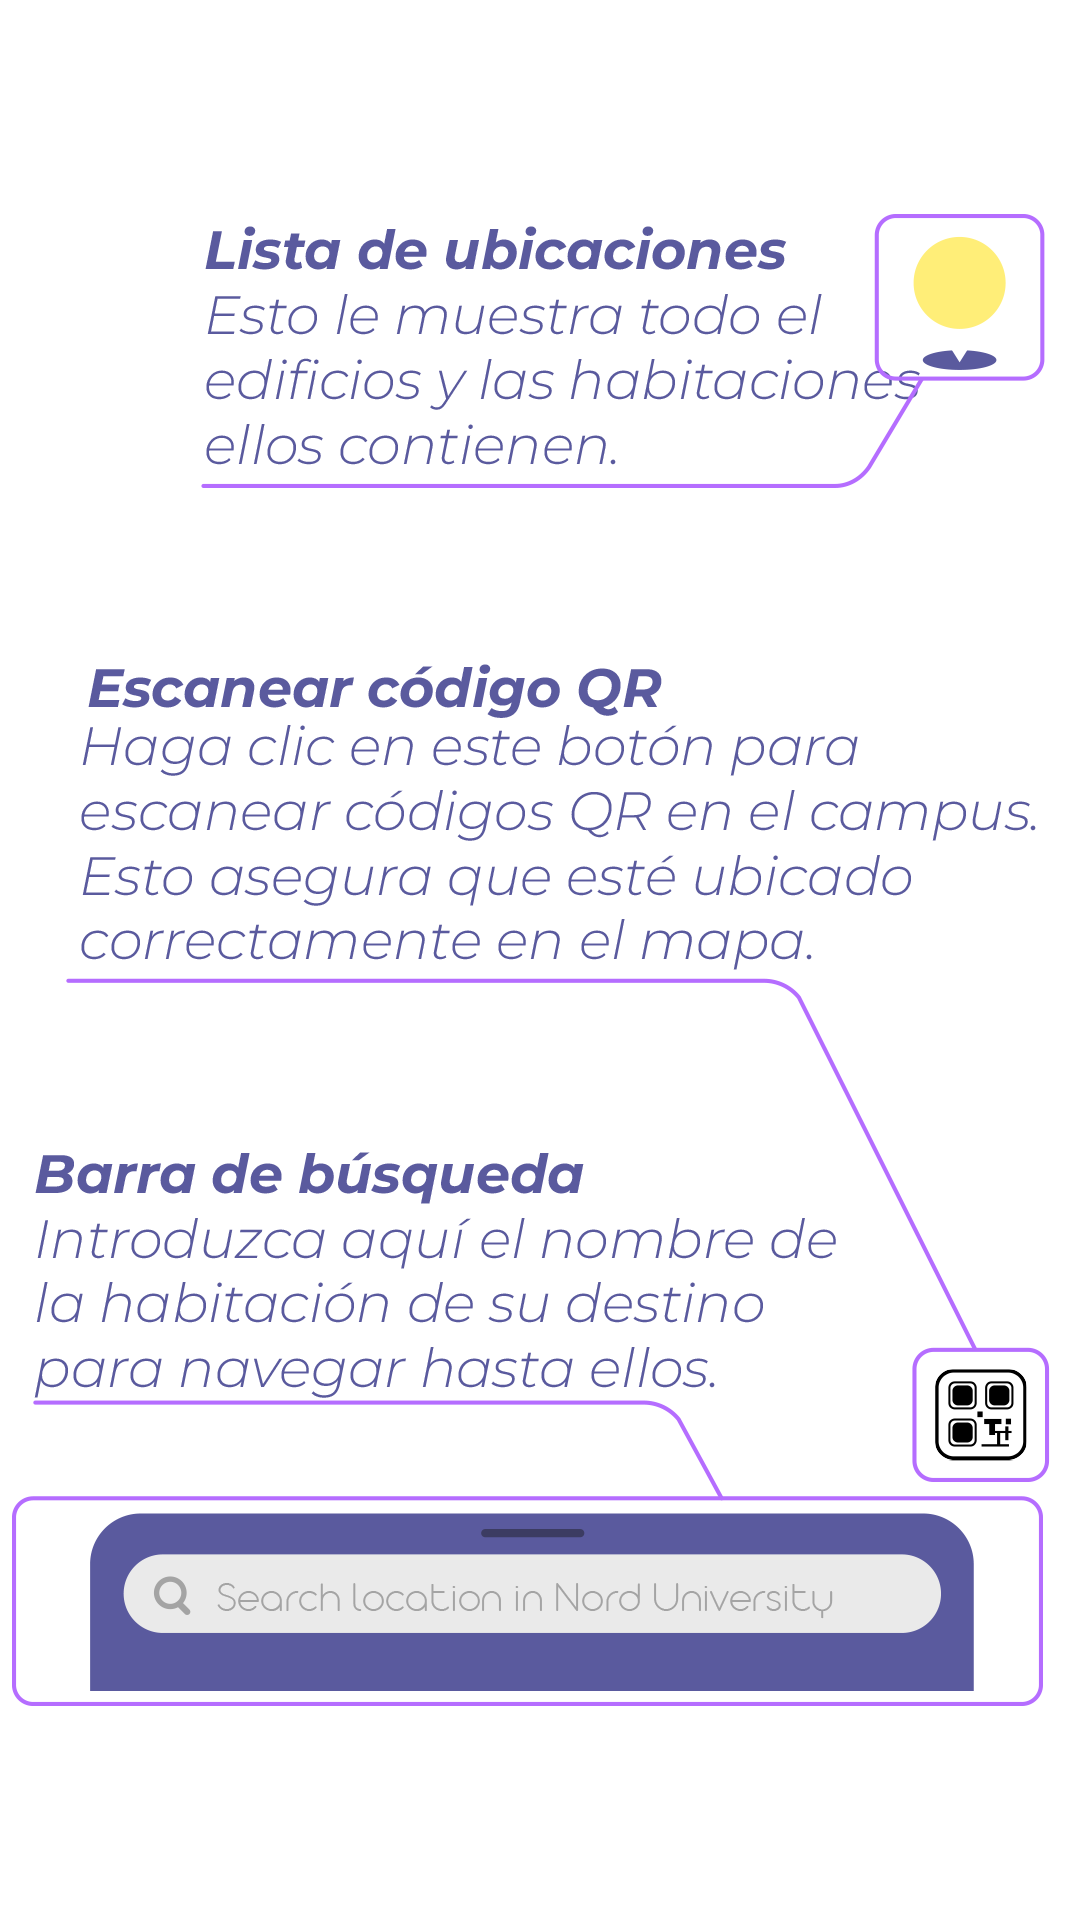 Lista de ubicaciones
Esto le muestra todo el
edificios y las habitaciones
ellos contienen.
Escanear código QR
Haga clic en este botón para
escanear códigos QR en el campus.
Esto asegura que esté ubicado
correctamente en el mapa.
Barra de búsqueda
Introduzca aquí el nombre de
la habitación de su destino
para navegar hasta ellos.
Search location in Nord University